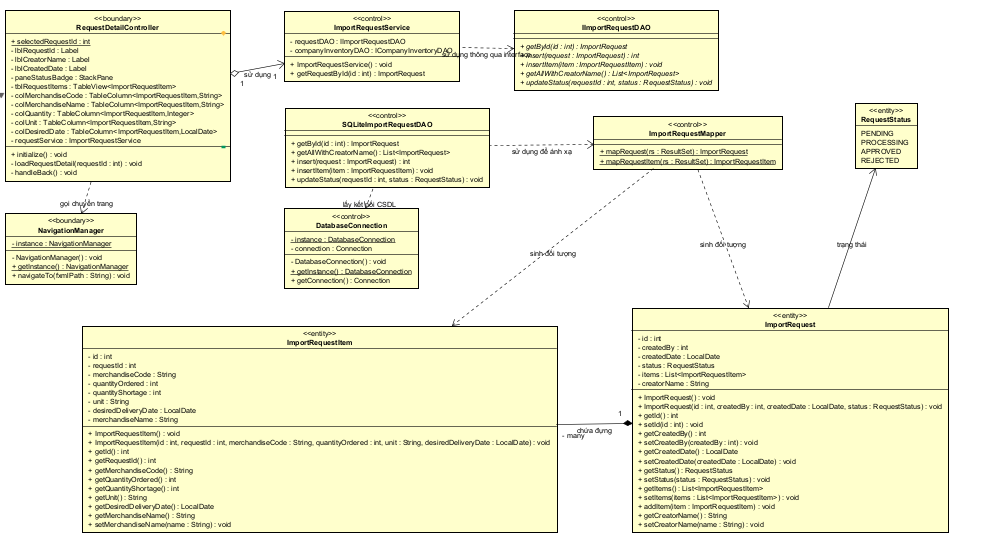 <<boundary>>
RequestDetailController
+ selectedRequestId : int
- lblRequestId : Label
- lblCreatorName : Label
- lblCreatedDate : Label
- paneStatusBadge : StackPane
- tblRequestItems : TableView<ImportRequestItem>
- colMerchandiseCode : TableColumn<ImportRequestItem,String>
- colMerchandiseName : TableColumn<ImportRequestItem,String>
- colQuantity : TableColumn<ImportRequestItem,Integer>
- colUnit : TableColumn<ImportRequestItem,String>
- colDesiredDate : TableColumn<ImportRequestItem,LocalDate>
- requestService : ImportRequestService
+ initialize() : void
- loadRequestDetail(requestId : int) : void
- handleBack() : void
sử dụng 1
1
<<control>>
ImportRequestService
- requestDAO : IImportRequestDAO
- companyInventoryDAO : ICompanyInventoryDAO
+ ImportRequestService() : void
+ getRequestById(id : int) : ImportRequest
sử dụng thông qua interface
<<control>>
IImportRequestDAO
+ getById(id : int) : ImportRequest
+ insert(request : ImportRequest) : int
+ insertItem(item : ImportRequestItem) : void
+ getAllWithCreatorName() : List<ImportRequest>
+ updateStatus(requestId : int, status : RequestStatus) : void
<<control>>
SQLiteImportRequestDAO
+ getById(id : int) : ImportRequest
+ getAllWithCreatorName() : List<ImportRequest>
+ insert(request : ImportRequest) : int
+ insertItem(item : ImportRequestItem) : void
+ updateStatus(requestId : int, status : RequestStatus) : void
sử dụng để ánh xạ
<<control>>
ImportRequestMapper
+ mapRequest(rs : ResultSet) : ImportRequest
+ mapRequestItem(rs : ResultSet) : ImportRequestItem
<<entity>>
RequestStatus
PENDING
PROCESSING
APPROVED
REJECTED
gọi chuyển trang
<<boundary>>
NavigationManager
- instance : NavigationManager
- NavigationManager() : void
+ getInstance() : NavigationManager
+ navigateTo(fxmlPath : String) : void
lấy kết nối CSDL
<<control>>
DatabaseConnection
- instance : DatabaseConnection
- connection : Connection
- DatabaseConnection() : void
+ getInstance() : DatabaseConnection
+ getConnection() : Connection
sinh đối tượng
sinh đối tượng
trạng thái
<<entity>>
ImportRequestItem
- id : int
- requestId : int
- merchandiseCode : String
- quantityOrdered : int
- quantityShortage : int
- unit : String
- desiredDeliveryDate : LocalDate
- merchandiseName : String
+ ImportRequestItem() : void
+ ImportRequestItem(id : int, requestId : int, merchandiseCode : String, quantityOrdered : int, unit : String, desiredDeliveryDate : LocalDate) : void
+ getId() : int
+ getRequestId() : int
+ getMerchandiseCode() : String
+ getQuantityOrdered() : int
+ getQuantityShortage() : int
+ getUnit() : String
+ getDesiredDeliveryDate() : LocalDate
+ getMerchandiseName() : String
+ setMerchandiseName(name : String) : void
1
chứa đựng
- many
<<entity>>
ImportRequest
- id : int
- createdBy : int
- createdDate : LocalDate
- status : RequestStatus
- items : List<ImportRequestItem>
- creatorName : String
+ ImportRequest() : void
+ ImportRequest(id : int, createdBy : int, createdDate : LocalDate, status : RequestStatus) : void
+ getId() : int
+ setId(id : int) : void
+ getCreatedBy() : int
+ setCreatedBy(createdBy : int) : void
+ getCreatedDate() : LocalDate
+ setCreatedDate(createdDate : LocalDate) : void
+ getStatus() : RequestStatus
+ setStatus(status : RequestStatus) : void
+ getItems() : List<ImportRequestItem>
+ setItems(items : List<ImportRequestItem>) : void
+ addItem(item : ImportRequestItem) : void
+ getCreatorName() : String
+ setCreatorName(name : String) : void